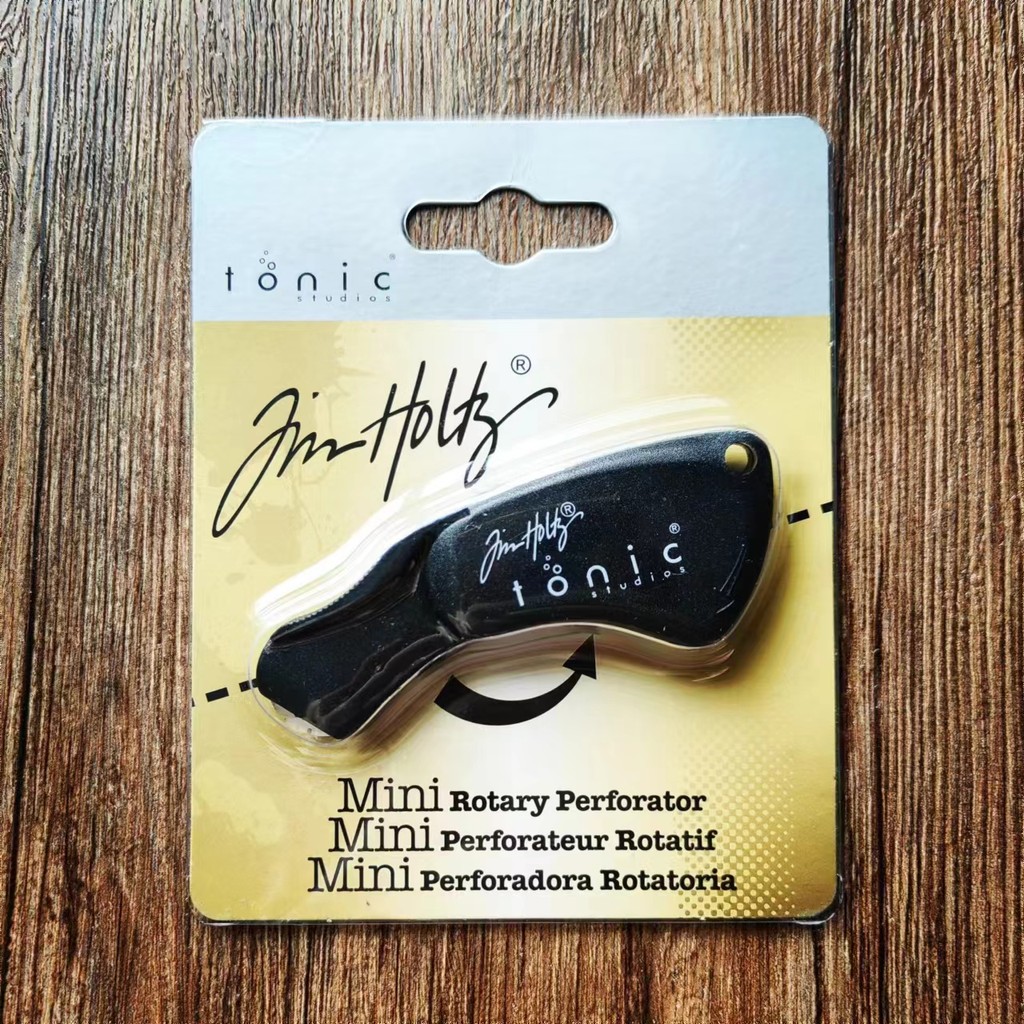 tonic®
studios
Tim Holtz®
Tim Holtz®
tonic®
studios
Mini Rotary Perforator
Mini Perforateur Rotatif
Mini Perforadora Rotatoria